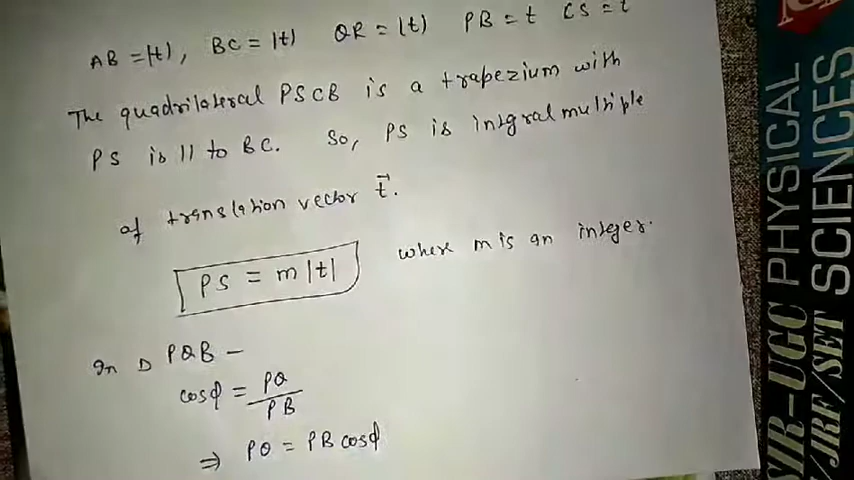 AB = |t|, BC = |t| QR = |t| PB = t CS = t
The quadrilateral PSCB is a trapezium with
PS is || to BC. So, PS is intgral multiple
of translation vector t⃗.
PS = m |t| where m is an integer.
In △ PQB —
cosφ = PQ / PB
⇒ PQ = PB cosφ
PHYSICAL SCIENCES
CSIR-UGC
JRF/SET